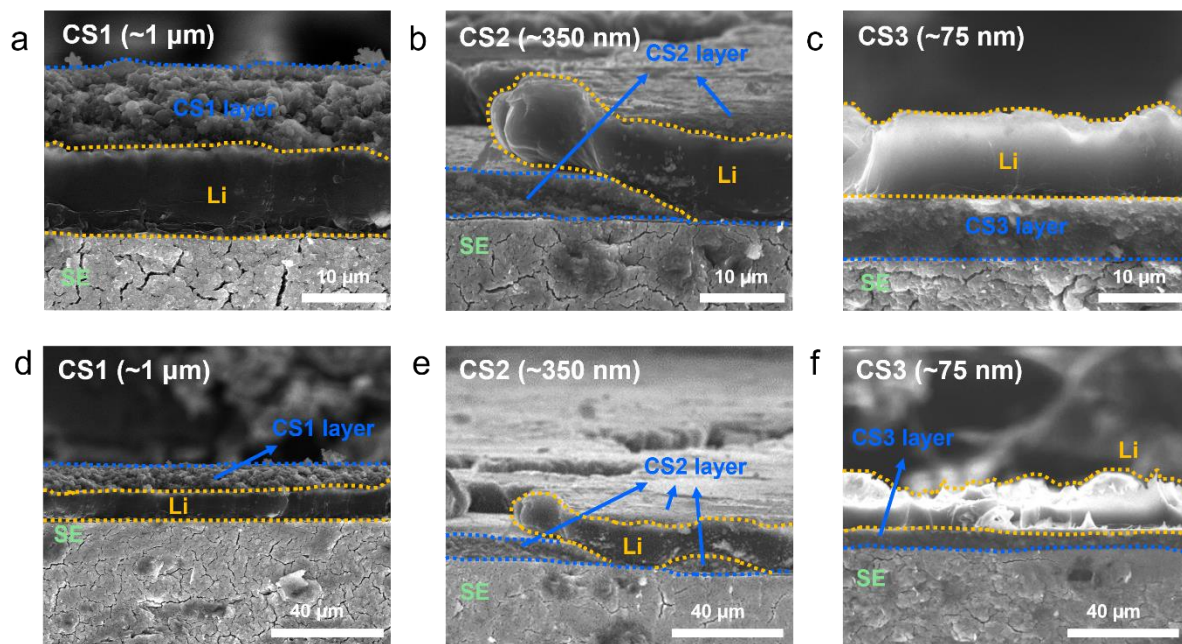 a
CS1 (~1 µm)
CS1 layer
Li
SE
10 µm
b
CS2 (~350 nm)
CS2 layer
Li
SE
10 µm
c
CS3 (~75 nm)
Li
CS3 layer
SE
10 µm
d
CS1 (~1 µm)
CS1 layer
Li
SE
40 µm
e
CS2 (~350 nm)
CS2 layer
Li
SE
40 µm
f
CS3 (~75 nm)
CS3 layer
Li
SE
40 µm